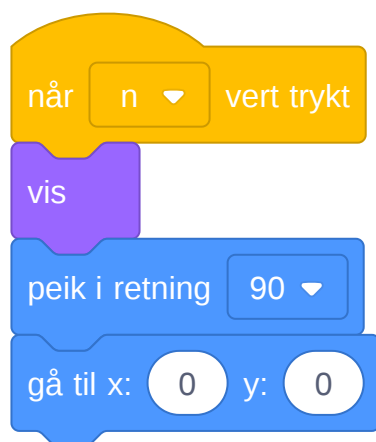 når n vert trykt
vis
peik i retning 90
gå til x: 0 y: 0